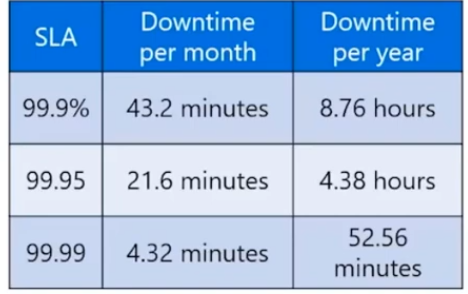 SLA
Downtime
per month
Downtime
per year
99.9%
43.2 minutes
8.76 hours
99.95
21.6 minutes
4.38 hours
99.99
4.32 minutes
52.56
minutes